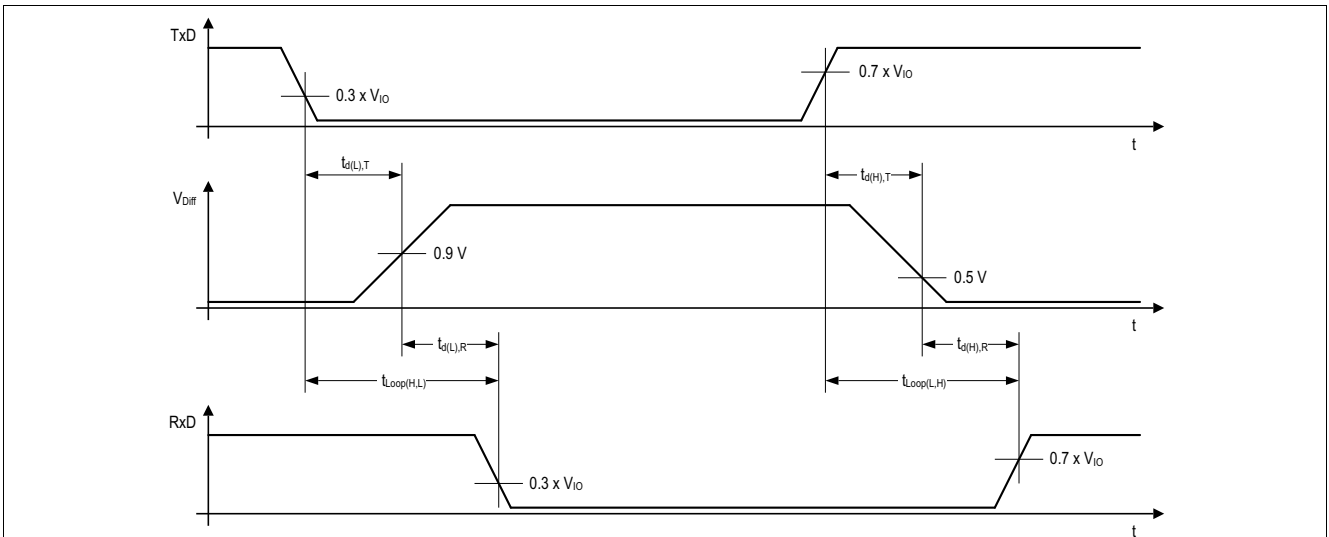 TxD
0.3 x VIO
0.7 x VIO
t
td(L),T
td(H),T
VDiff
0.9 V
0.5 V
t
td(L),R
td(H),R
tLoop(H,L)
tLoop(L,H)
RxD
0.3 x VIO
0.7 x VIO
t